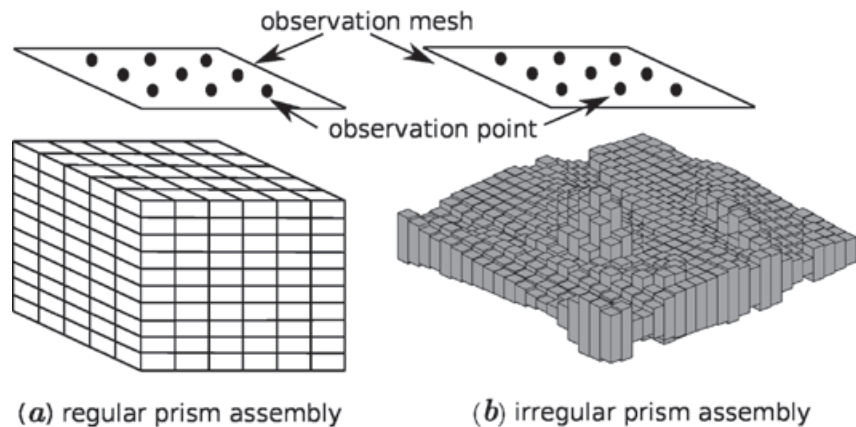 observation mesh
observation point
(a) regular prism assembly
(b) irregular prism assembly